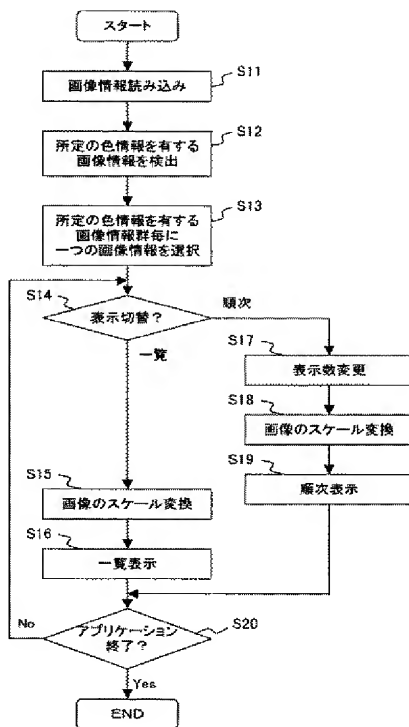 スタート
S11
画像情報読み込み
S12
所定の色情報を有する
画像情報を検出
S13
所定の色情報を有する
画像情報群毎に
一つの画像情報を選択
S14
表示切替？
順次
一覧
S17
表示数変更
S18
画像のスケール変換
S19
順次表示
S15
画像のスケール変換
S16
一覧表示
No
アプリケーション
終了？
S20
Yes
END